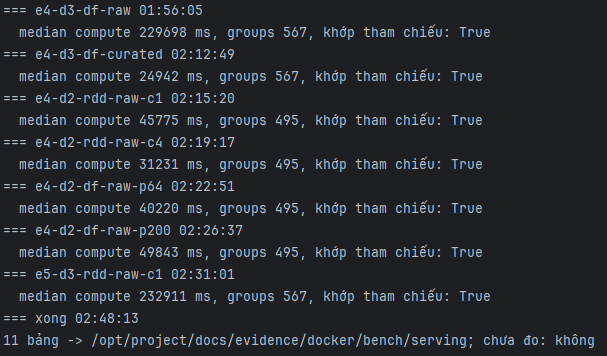 === e4-d3-df-raw 01:56:05
  median compute 229698 ms, groups 567, khớp tham chiếu: True
=== e4-d3-df-curated 02:12:49
  median compute 24942 ms, groups 567, khớp tham chiếu: True
=== e4-d2-rdd-raw-c1 02:15:20
  median compute 45775 ms, groups 495, khớp tham chiếu: True
=== e4-d2-rdd-raw-c4 02:19:17
  median compute 31231 ms, groups 495, khớp tham chiếu: True
=== e4-d2-df-raw-p64 02:22:51
  median compute 40220 ms, groups 495, khớp tham chiếu: True
=== e4-d2-df-raw-p200 02:26:37
  median compute 49843 ms, groups 495, khớp tham chiếu: True
=== e5-d3-rdd-raw-c1 02:31:01
  median compute 232911 ms, groups 567, khớp tham chiếu: True
=== xong 02:48:13
11 bảng -> /opt/project/docs/evidence/docker/bench/serving; chưa đo: không